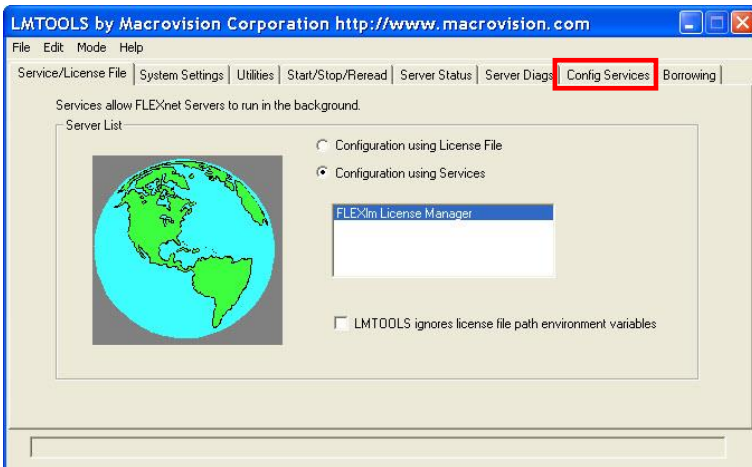 LMTOOLS by Macrovision Corporation http://www.macrovision.com
File Edit Mode Help
Service/License File System Settings Utilities Start/Stop/Reread Server Status Server Diags Config Services Borrowing
Services allow FLEXnet Servers to run in the background.
Server List
Configuration using License File
Configuration using Services
FLEXlm License Manager
LMTOOLS ignores license file path environment variables